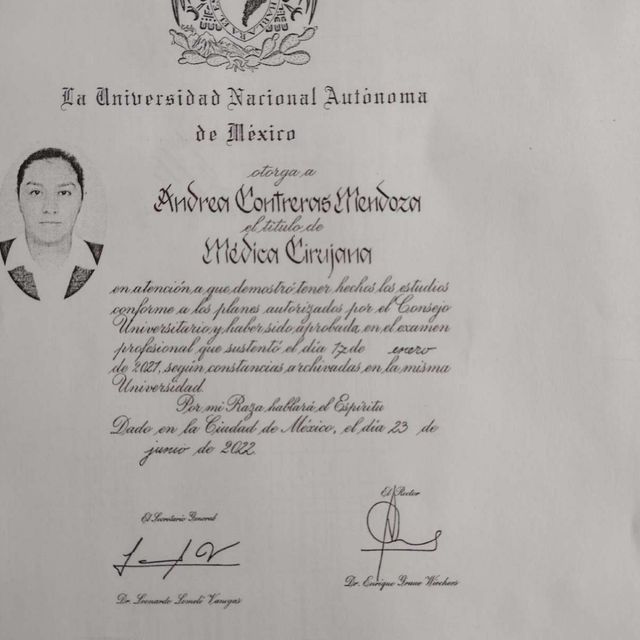 HABLARA EL
La Universidad Nacional Autónoma
de México
otorga a
Andrea Contreras Mendoza
el título de
Médica Cirujana
en atención a que demostró tener hechos los estudios
conforme a los planes autorizados por el Consejo
Universitario y haber sido aprobada en el examen
profesional que sustentó el día 17 de enero
de 2021, según constancias archivadas en la misma
Universidad.
Por mi Raza hablará el Espíritu
Dado en la Ciudad de México, el día 23 de
junio de 2022.
El Rector
El Secretario General
Dr. Enrique Graue Wiechers
Dr. Leonardo Lomelí Vanegas